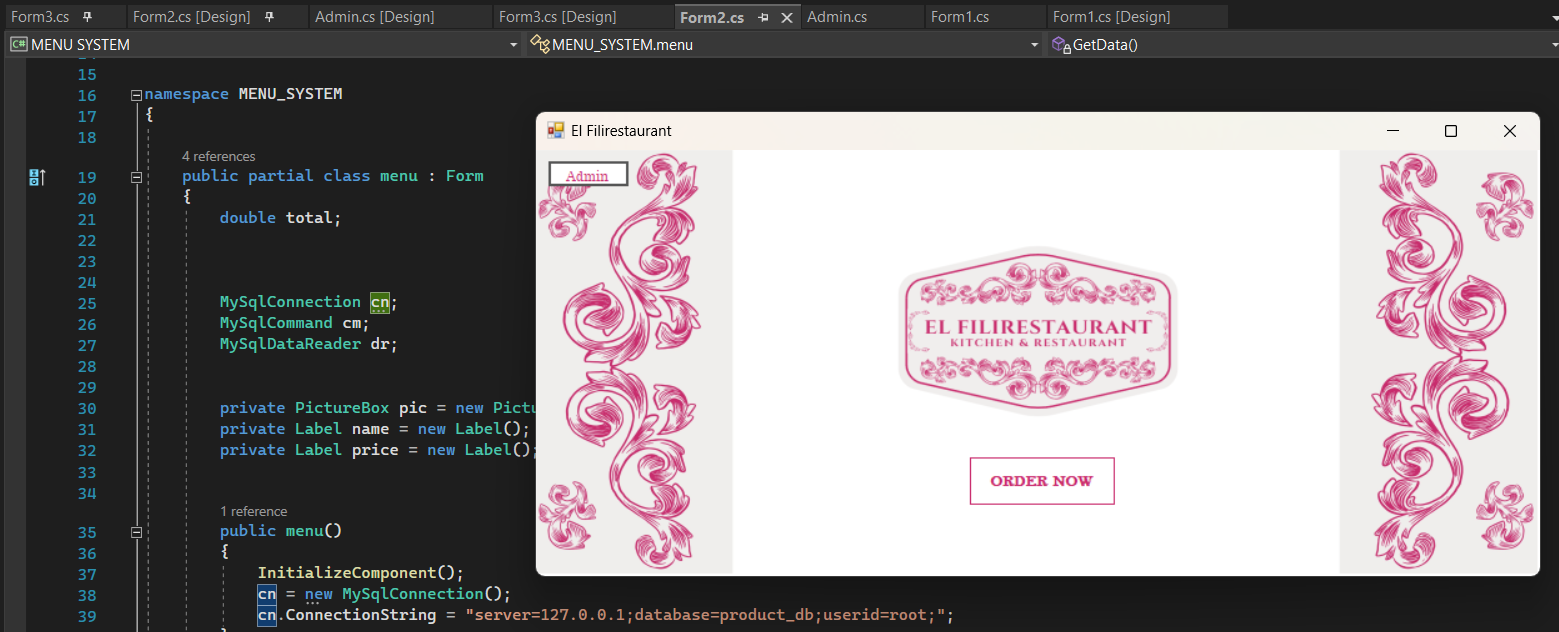 Form3.cs
Form2.cs [Design]
Admin.cs [Design]
Form3.cs [Design]
Form2.cs
Admin.cs
Form1.cs
Form1.cs [Design]
C# MENU SYSTEM
MENU_SYSTEM.menu
GetData()
15
16 namespace MENU_SYSTEM
17 {
18
4 references
19 public partial class menu : Form
20 {
21 double total;
22
23
24
25 MySqlConnection cn;
26 MySqlCommand cm;
27 MySqlDataReader dr;
28
29
30 private PictureBox pic = new Pictu
31 private Label name = new Label();
32 private Label price = new Label();
33
34
1 reference
35 public menu()
36 {
37 InitializeComponent();
38 cn = new MySqlConnection();
39 cn.ConnectionString = "server=127.0.0.1;database=product_db;userid=root;";
El Filirestaurant
Admin
EL FILIRESTAURANT
KITCHEN & RESTAURANT
ORDER NOW